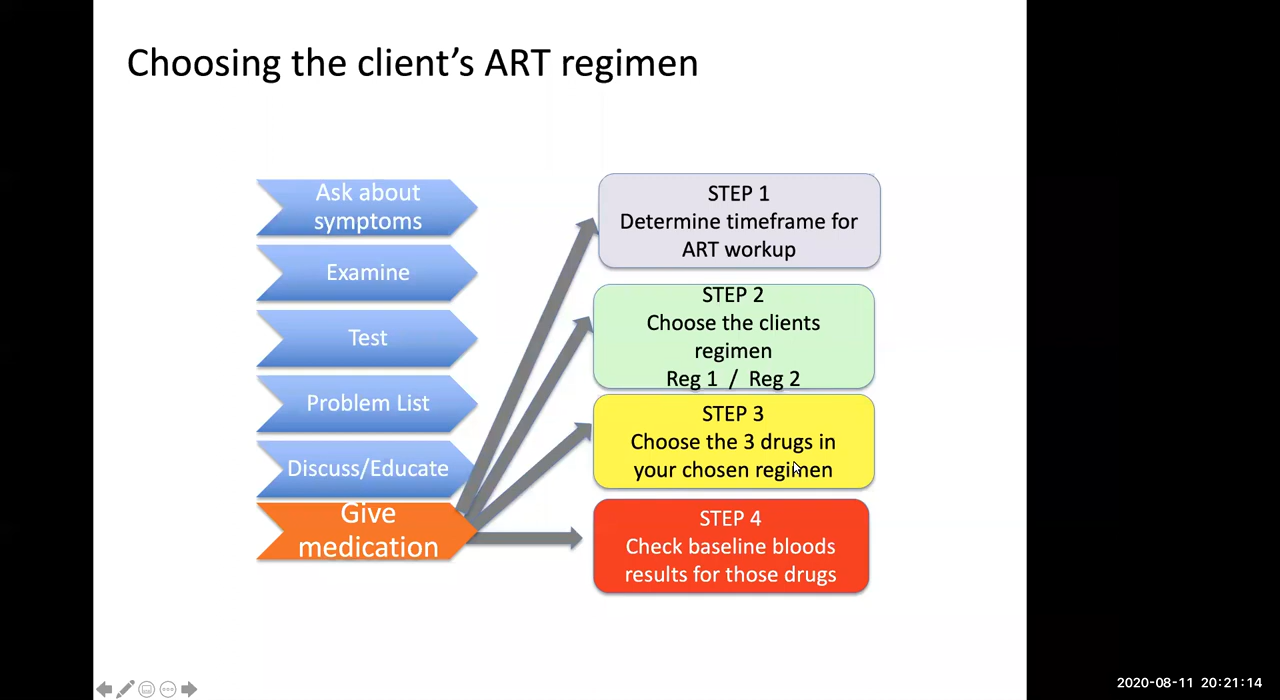 Choosing the client’s ART regimen
Ask about
symptoms
Examine
Test
Problem List
Discuss/Educate
Give
medication
STEP 1
Determine timeframe for
ART workup
STEP 2
Choose the clients
regimen
Reg 1 / Reg 2
STEP 3
Choose the 3 drugs in
your chosen regimen
STEP 4
Check baseline bloods
results for those drugs
2020-08-11 20:21:14